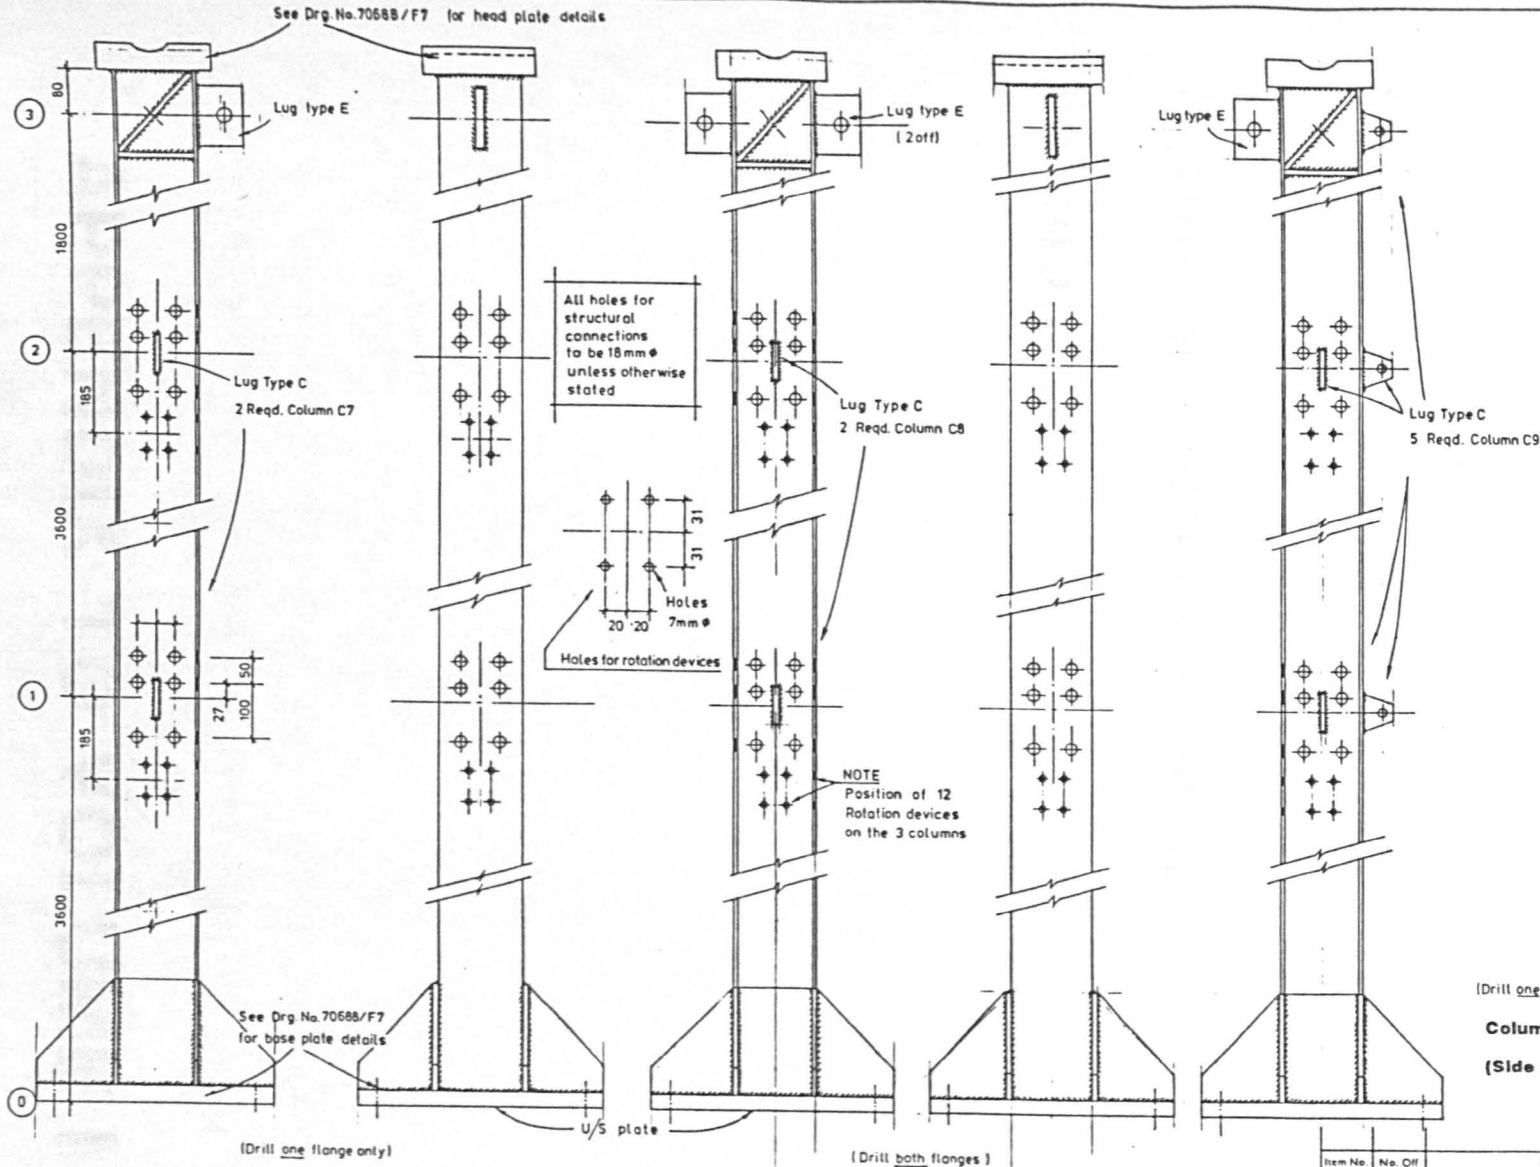 See Drg. No. 7068B/F7 for head plate details
80
3
Lug type E
Lug type E
(2 off)
Lug type E
1800
All holes for
structural
connections
to be 18mm ⌀
unless otherwise
stated
2
185
Lug Type C
2 Reqd. Column C7
Lug Type C
2 Reqd. Column C8
Lug Type C
5 Reqd. Column C9
3600
31
31
Holes
7mm ⌀
20 20
Holes for rotation devices
1
50
27
100
185
NOTE
Position of 12
Rotation devices
on the 3 columns
3600
See Drg. No. 7068B/F7
for base plate details
(Drill one
Colum
(Side
0
U/S plate
(Drill one flange only)
(Drill both flanges)
Item No.
No. Off